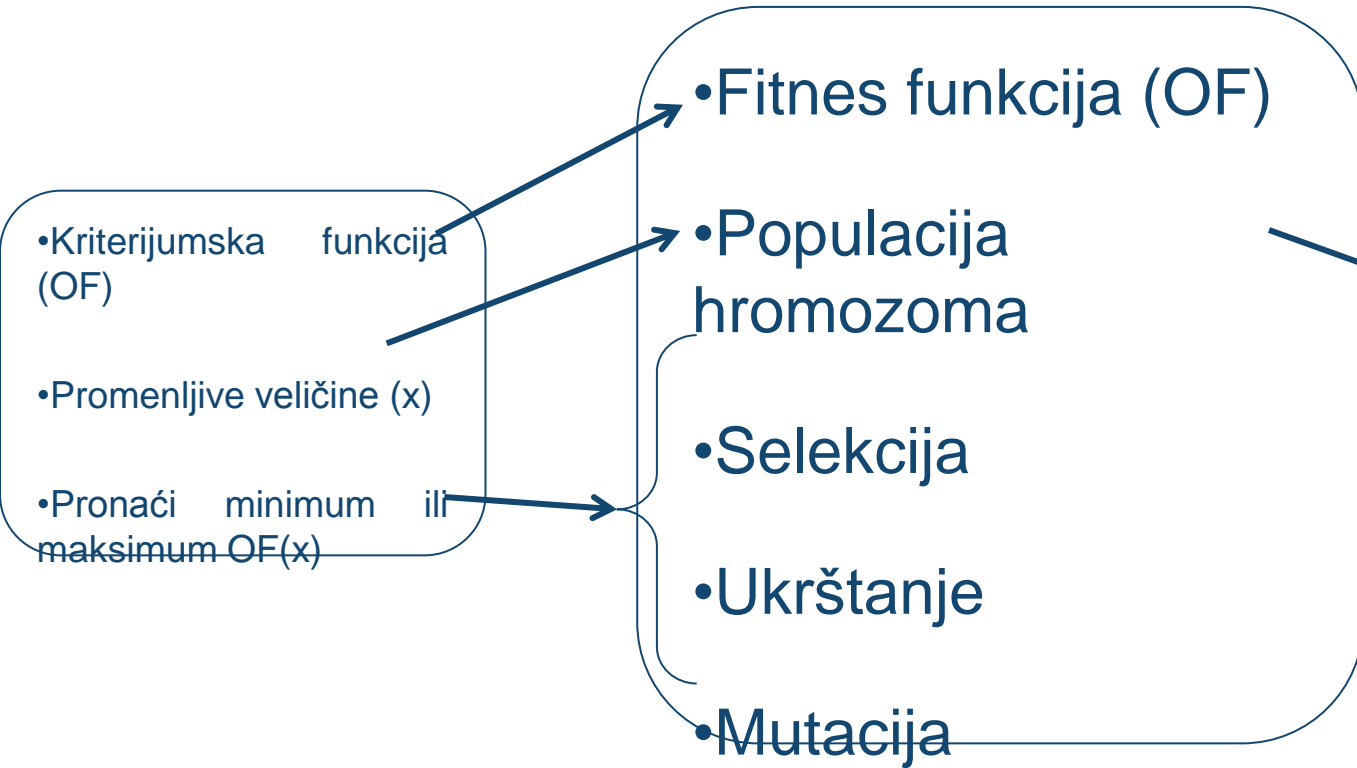 •Kriterijumska funkcija
(OF)
•Promenljive veličine (x)
•Pronaći minimum ili
maksimum OF(x)
•Fitnes funkcija (OF)
•Populacija
hromozoma
•Selekcija
•Ukrštanje
•Mutacija